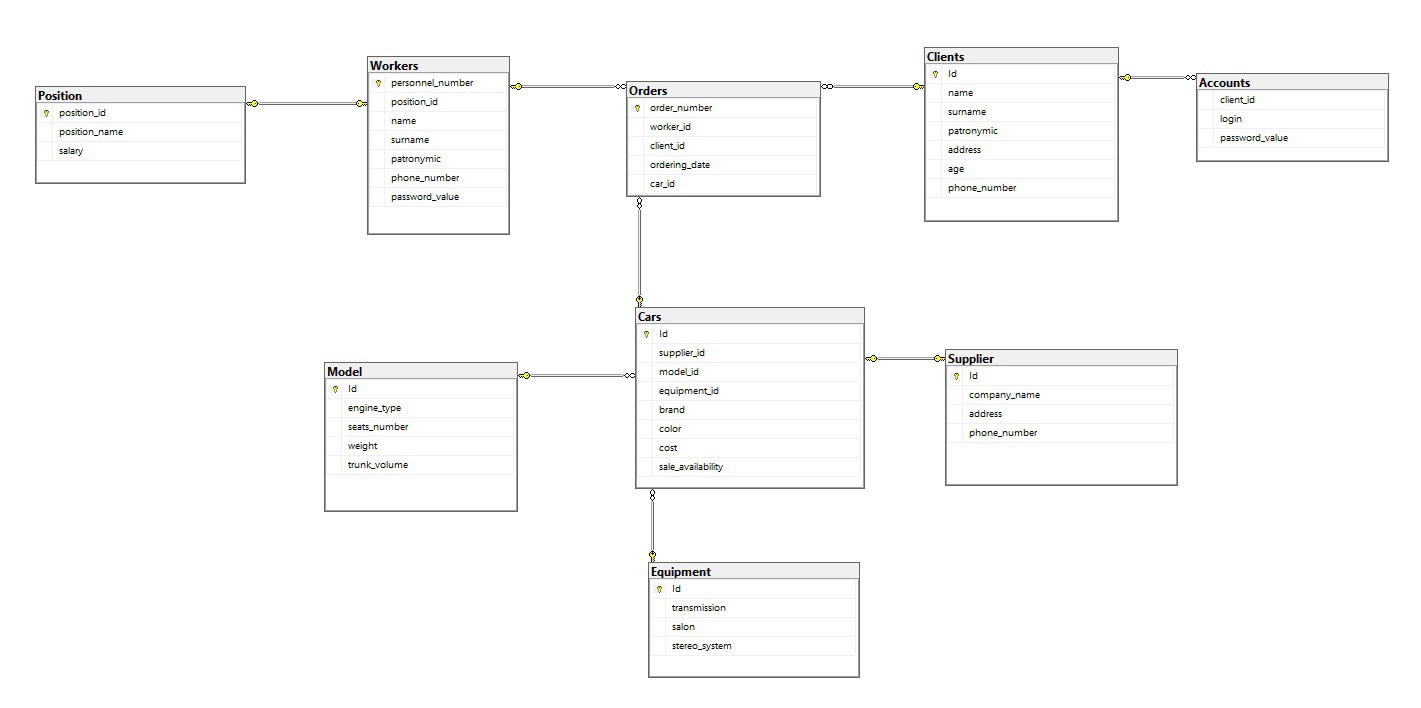 Position
position_id
position_name
salary
Workers
personnel_number
position_id
name
surname
patronymic
phone_number
password_value
Orders
order_number
worker_id
client_id
ordering_date
car_id
Clients
Id
name
surname
patronymic
address
age
phone_number
Accounts
client_id
login
password_value
Model
Id
engine_type
seats_number
weight
trunk_volume
Cars
Id
supplier_id
model_id
equipment_id
brand
color
cost
sale_availability
Supplier
Id
company_name
address
phone_number
Equipment
Id
transmission
salon
stereo_system